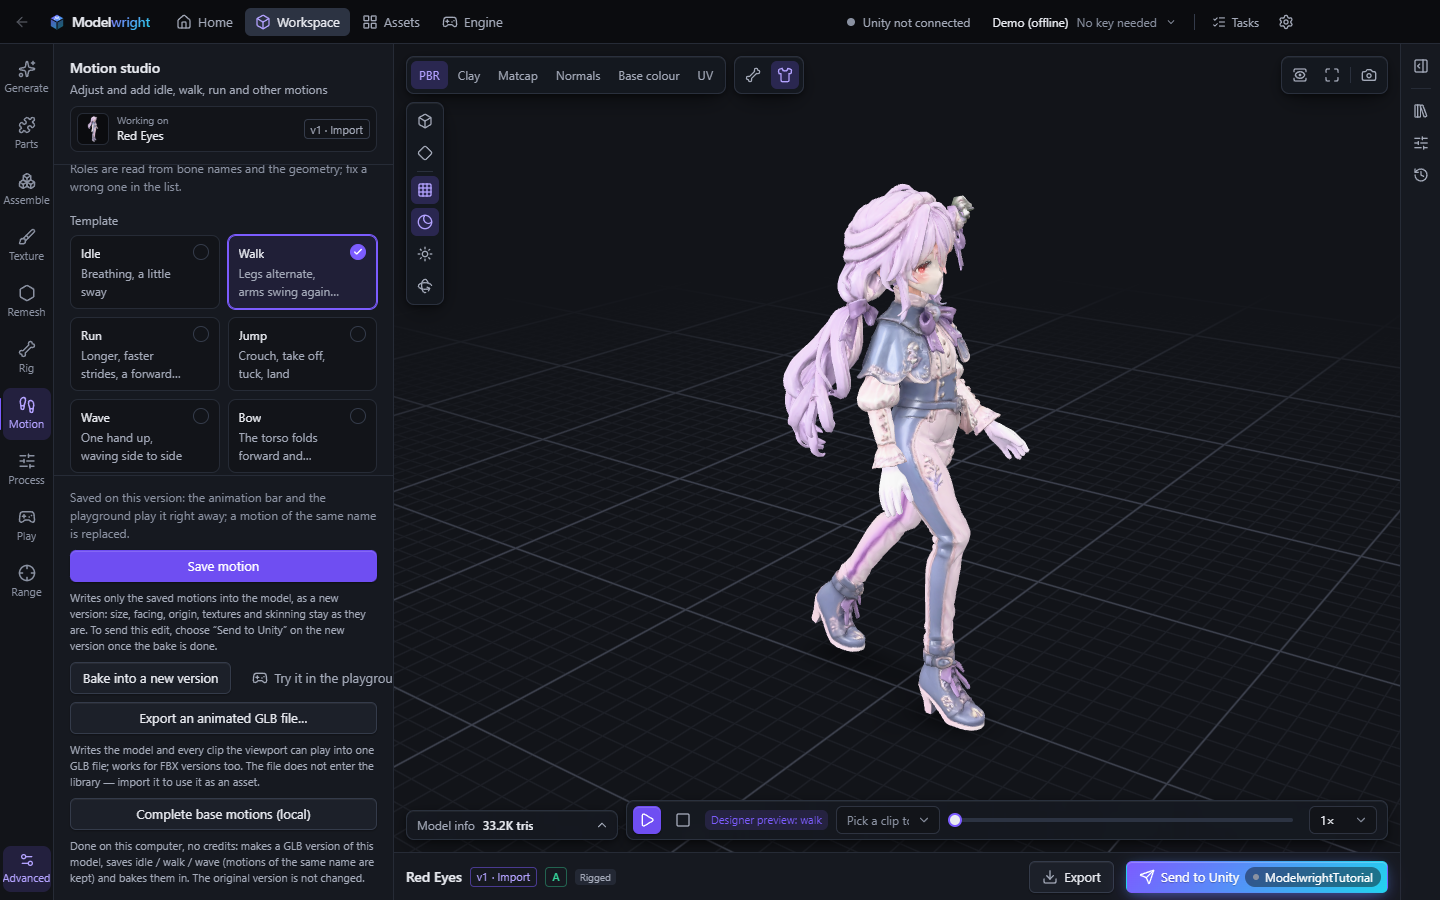 Modelwright
Home
Workspace
Assets
Engine
Unity not connected
Demo (offline) No key needed
Tasks
Generate
Parts
Assemble
Texture
Remesh
Rig
Motion
Process
Play
Range
Advanced
Motion studio
Adjust and add idle, walk, run and other motions
Working on
Red Eyes
v1 · Import
Roles are read from bone names and the geometry; fix a
wrong one in the list.
Template
Idle
Breathing, a little
sway
Walk
Legs alternate,
arms swing again...
Run
Longer, faster
strides, a forward...
Jump
Crouch, take off,
tuck, land
Wave
One hand up,
waving side to side
Bow
The torso folds
forward and...
Saved on this version: the animation bar and the
playground play it right away; a motion of the same name
is replaced.
Save motion
Writes only the saved motions into the model, as a new
version: size, facing, origin, textures and skinning stay as they
are. To send this edit, choose “Send to Unity” on the new
version once the bake is done.
Bake into a new version
Try it in the playgrou
Export an animated GLB file...
Writes the model and every clip the viewport can play into one
GLB file; works for FBX versions too. The file does not enter the
library — import it to use it as an asset.
Complete base motions (local)
Done on this computer, no credits: makes a GLB version of this
model, saves idle / walk / wave (motions of the same name are
kept) and bakes them in. The original version is not changed.
PBR
Clay
Matcap
Normals
Base colour
UV
Model info 33.2K tris
Designer preview: walk
Pick a clip to
1×
Red Eyes
v1 · Import
A
Rigged
Export
Send to Unity
ModelwrightTutorial